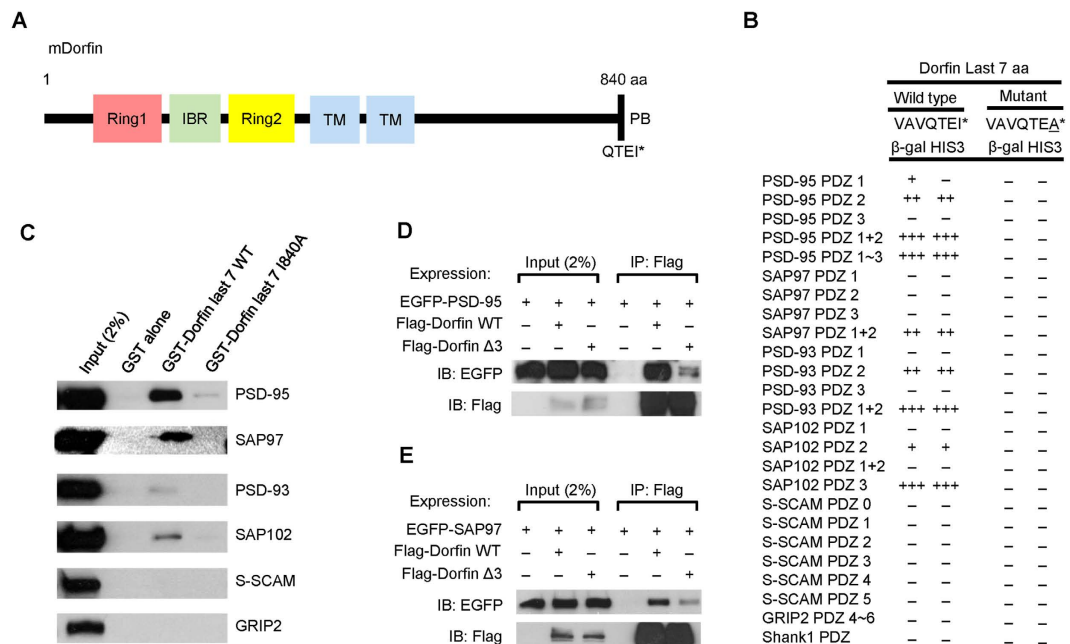 A
mDorfin
1 840 aa
Ring1 IBR Ring2 TM TM PB
QTEI*
B
Dorfin Last 7 aa
Wild type Mutant
VAVQTEI* VAVQTEA*
β-gal HIS3 β-gal HIS3
PSD-95 PDZ 1 + – – –
PSD-95 PDZ 2 ++ ++ – –
PSD-95 PDZ 3 – – – –
PSD-95 PDZ 1+2 +++ +++ – –
PSD-95 PDZ 1~3 +++ +++ – –
SAP97 PDZ 1 – – – –
SAP97 PDZ 2 – – – –
SAP97 PDZ 3 – – – –
SAP97 PDZ 1+2 ++ ++ – –
PSD-93 PDZ 1 – – – –
PSD-93 PDZ 2 ++ ++ – –
PSD-93 PDZ 3 – – – –
PSD-93 PDZ 1+2 +++ +++ – –
SAP102 PDZ 1 – – – –
SAP102 PDZ 2 + + – –
SAP102 PDZ 1+2 – – – –
SAP102 PDZ 3 +++ +++ – –
S-SCAM PDZ 0 – – – –
S-SCAM PDZ 1 – – – –
S-SCAM PDZ 2 – – – –
S-SCAM PDZ 3 – – – –
S-SCAM PDZ 4 – – – –
S-SCAM PDZ 5 – – – –
GRIP2 PDZ 4~6 – – – –
Shank1 PDZ – – – –
C
Input (2%)
GST alone
GST-Dorfin last 7 WT
GST-Dorfin last 7 I840A
PSD-95
SAP97
PSD-93
SAP102
S-SCAM
GRIP2
D
Expression: Input (2%) IP: Flag
EGFP-PSD-95 + + + + + +
Flag-Dorfin WT – + – – + –
Flag-Dorfin Δ3 – – + – – +
IB: EGFP
IB: Flag
E
Expression: Input (2%) IP: Flag
EGFP-SAP97 + + + + + +
Flag-Dorfin WT – + – – + –
Flag-Dorfin Δ3 – – + – – +
IB: EGFP
IB: Flag